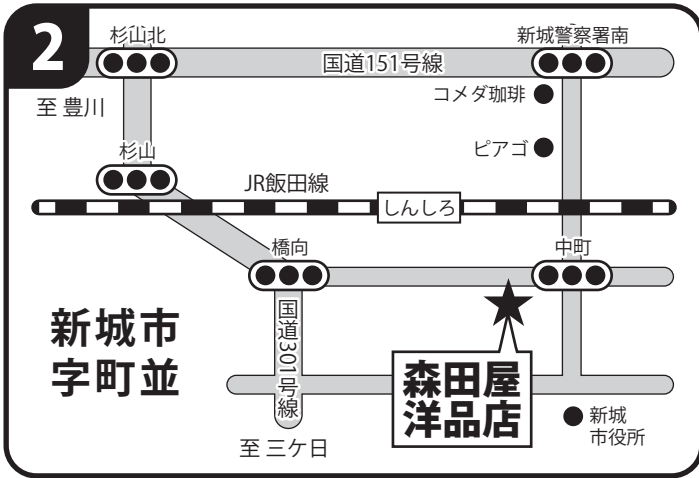 2
杉山北
新城警察署南
国道151号線
至 豊川
コメダ珈琲
ピアゴ
杉山
JR飯田線
しんしろ
橋向
中町
新城市
字町並
国道301号線
森田屋
洋品店
新城
市役所
至 三ケ日